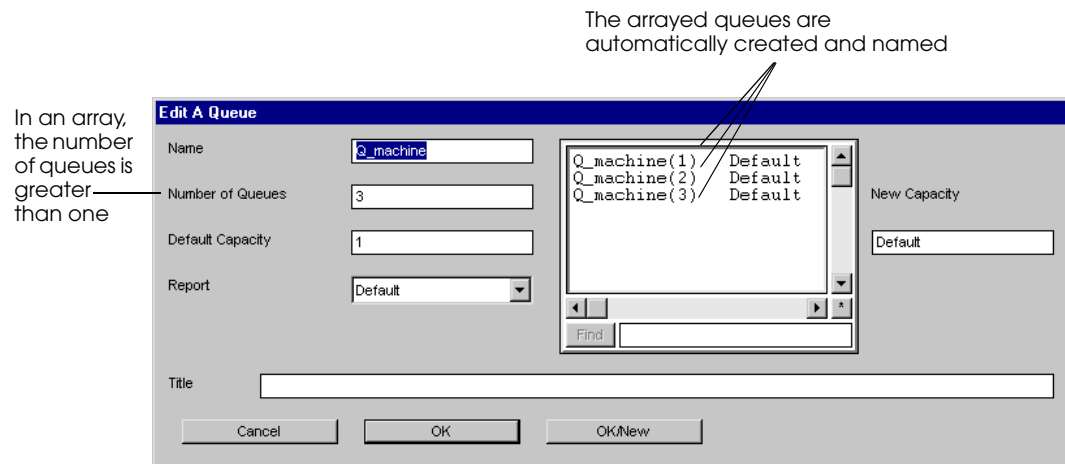 The arrayed queues are
automatically created and named
In an array,
the number
of queues is
greater
than one
Edit A Queue
Name
Q_machine
Number of Queues
3
Default Capacity
1
Report
Default
Q_machine(1) Default
Q_machine(2) Default
Q_machine(3) Default
*
Find
New Capacity
Default
Title
Cancel
OK
OK/New